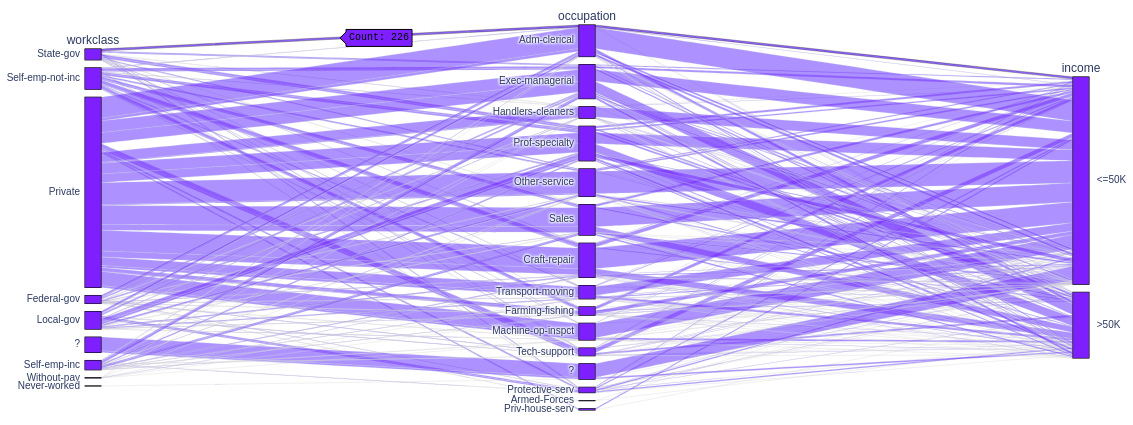 workclass
occupation
income
State-gov
Self-emp-not-inc
Private
Federal-gov
Local-gov
?
Self-emp-inc
Without-pay
Never-worked
Count: 226
Adm-clerical
Exec-managerial
Handlers-cleaners
Prof-specialty
Other-service
Sales
Craft-repair
Transport-moving
Farming-fishing
Machine-op-inspct
Tech-support
?
Protective-serv
Armed-Forces
Priv-house-serv
<=50K
>50K